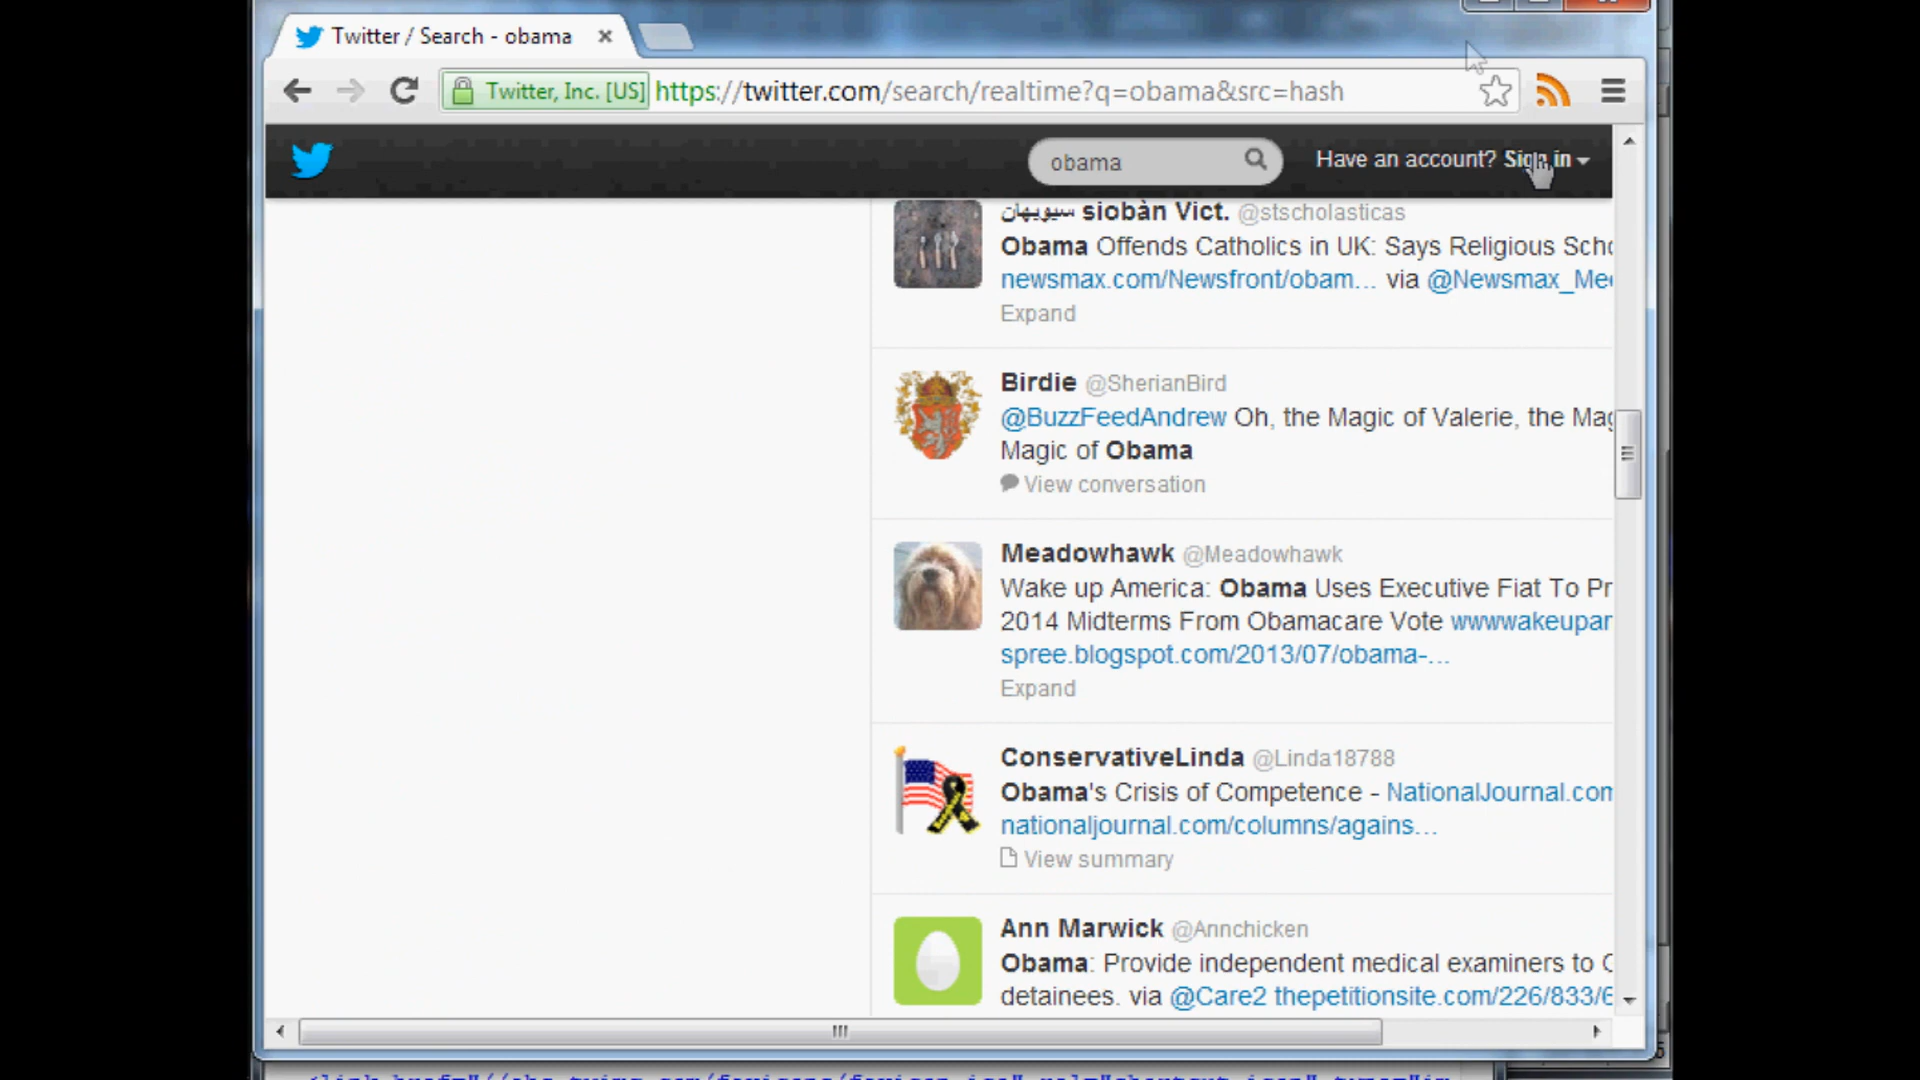 Twitter / Search - obama
Twitter, Inc. [US] https://twitter.com/search/realtime?q=obama&src=hash
obama
Have an account? Sign in
سيوبهان siobàn Vict. @stscholasticas
Obama Offends Catholics in UK: Says Religious Scho
newsmax.com/Newsfront/obam... via @Newsmax_Me
Expand
Birdie @SherianBird
@BuzzFeedAndrew Oh, the Magic of Valerie, the Mag
Magic of Obama
View conversation
Meadowhawk @Meadowhawk
Wake up America: Obama Uses Executive Fiat To Pr
2014 Midterms From Obamacare Vote wwwwakeupar
spree.blogspot.com/2013/07/obama-...
Expand
ConservativeLinda @Linda18788
Obama's Crisis of Competence - NationalJournal.com
nationaljournal.com/columns/agains...
View summary
Ann Marwick @Annchicken
Obama: Provide independent medical examiners to
detainees. via @Care2 thepetitionsite.com/226/833/6